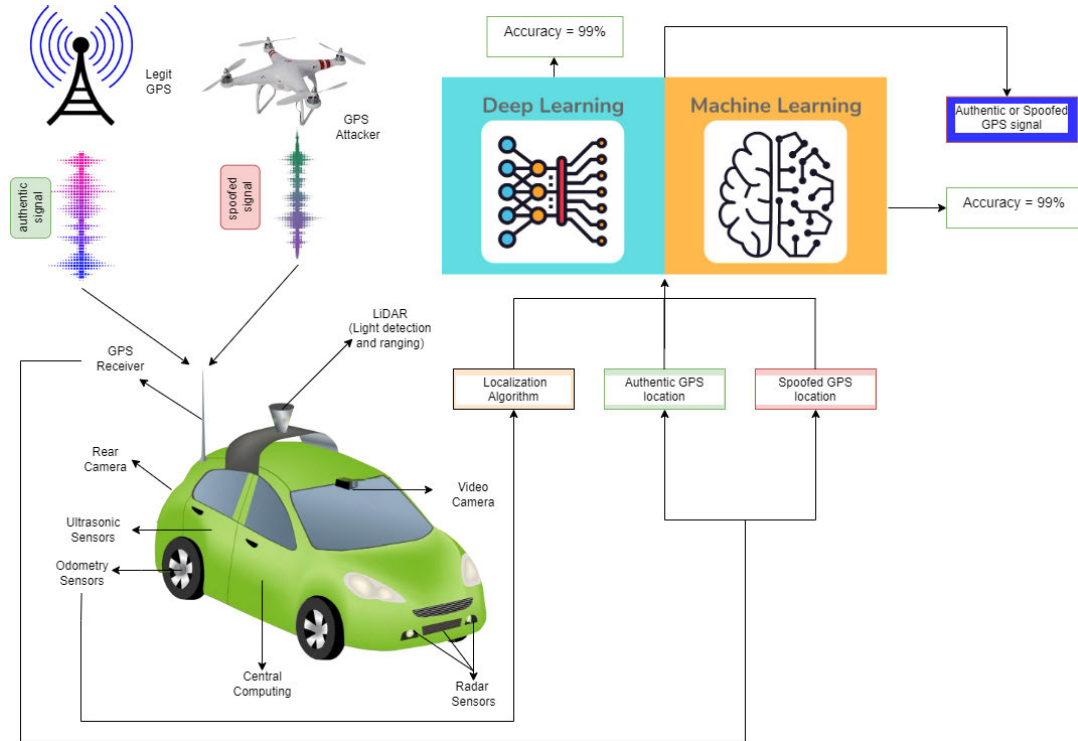 Legit
GPS
GPS
Attacker
authentic
signal
spoofed
signal
Accuracy = 99%
Deep Learning
Machine Learning
Authentic or Spoofed
GPS signal
Accuracy = 99%
LiDAR
(Light detection
and ranging)
GPS
Receiver
Localization
Algorithm
Authentic GPS
location
Spoofed GPS
location
Rear
Camera
Video
Camera
Ultrasonic
Sensors
Odometry
Sensors
Central
Computing
Radar
Sensors